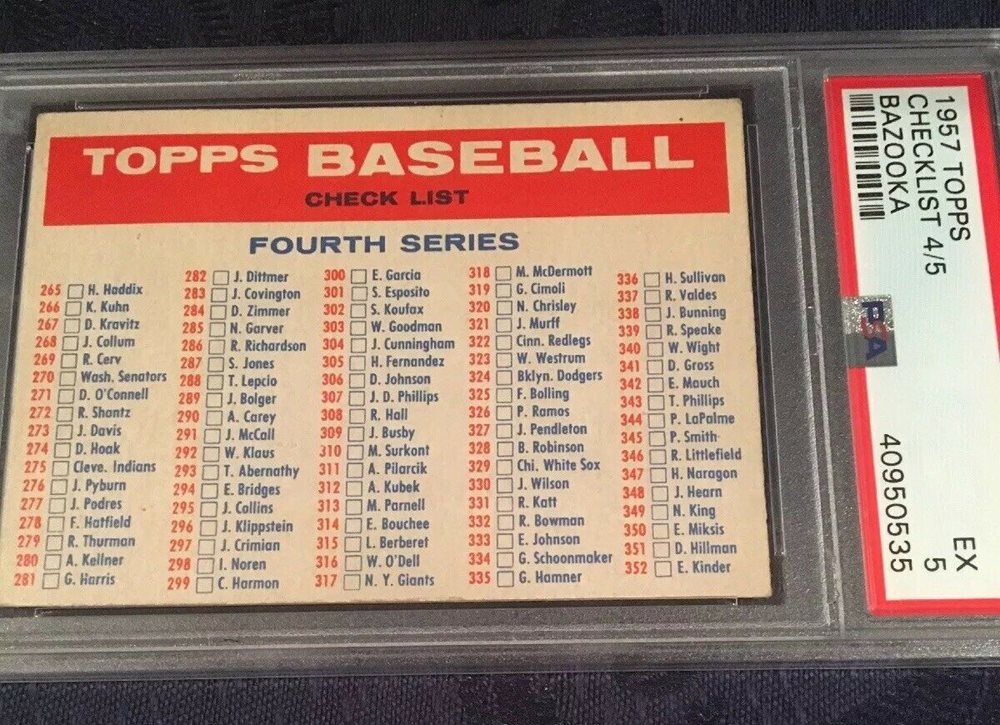 TOPPS BASEBALL
CHECK LIST
FOURTH SERIES
265 H. Haddix
266 K. Kuhn
267 D. Kravitz
268 J. Collum
269 R. Cerv
270 Wash. Senators
271 D. O'Connell
272 R. Shantz
273 J. Davis
274 D. Hoak
275 Cleve. Indians
276 J. Pyburn
277 J. Podres
278 F. Hatfield
279 R. Thurman
280 A. Kellner
281 G. Harris
282 J. Dittmer
283 J. Covington
284 D. Zimmer
285 N. Garver
286 R. Richardson
287 S. Jones
288 T. Lepcio
289 J. Bolger
290 A. Carey
291 J. McCall
292 W. Klaus
293 T. Abernathy
294 E. Bridges
295 J. Collins
296 J. Klippstein
297 J. Crimian
298 I. Noren
299 C. Harmon
300 E. Garcia
301 S. Esposito
302 S. Koufax
303 W. Goodman
304 J. Cunningham
305 H. Fernandez
306 D. Johnson
307 J. D. Phillips
308 R. Hall
309 J. Busby
310 M. Surkont
311 A. Pilarcik
312 A. Kubek
313 M. Parnell
314 E. Bouchee
315 L. Berberet
316 W. O'Dell
317 N. Y. Giants
318 M. McDermott
319 G. Cimoli
320 N. Chrisley
321 J. Murff
322 Cinn. Redlegs
323 W. Westrum
324 Bklyn. Dodgers
325 F. Bolling
326 P. Ramos
327 J. Pendleton
328 B. Robinson
329 Chi. White Sox
330 J. Wilson
331 R. Katt
332 R. Bowman
333 E. Johnson
334 G. Schoonmaker
335 G. Hamner
336 H. Sullivan
337 R. Valdes
338 J. Bunning
339 R. Speake
340 W. Wight
341 D. Gross
342 E. Mauch
343 T. Phillips
344 P. LaPalme
345 P. Smith
346 R. Littlefield
347 H. Naragon
348 J. Hearn
349 N. King
350 E. Miksis
351 D. Hillman
352 E. Kinder
1957 TOPPS
CHECKLIST 4/5
BAZOOKA
EX
5
40950535
PSA